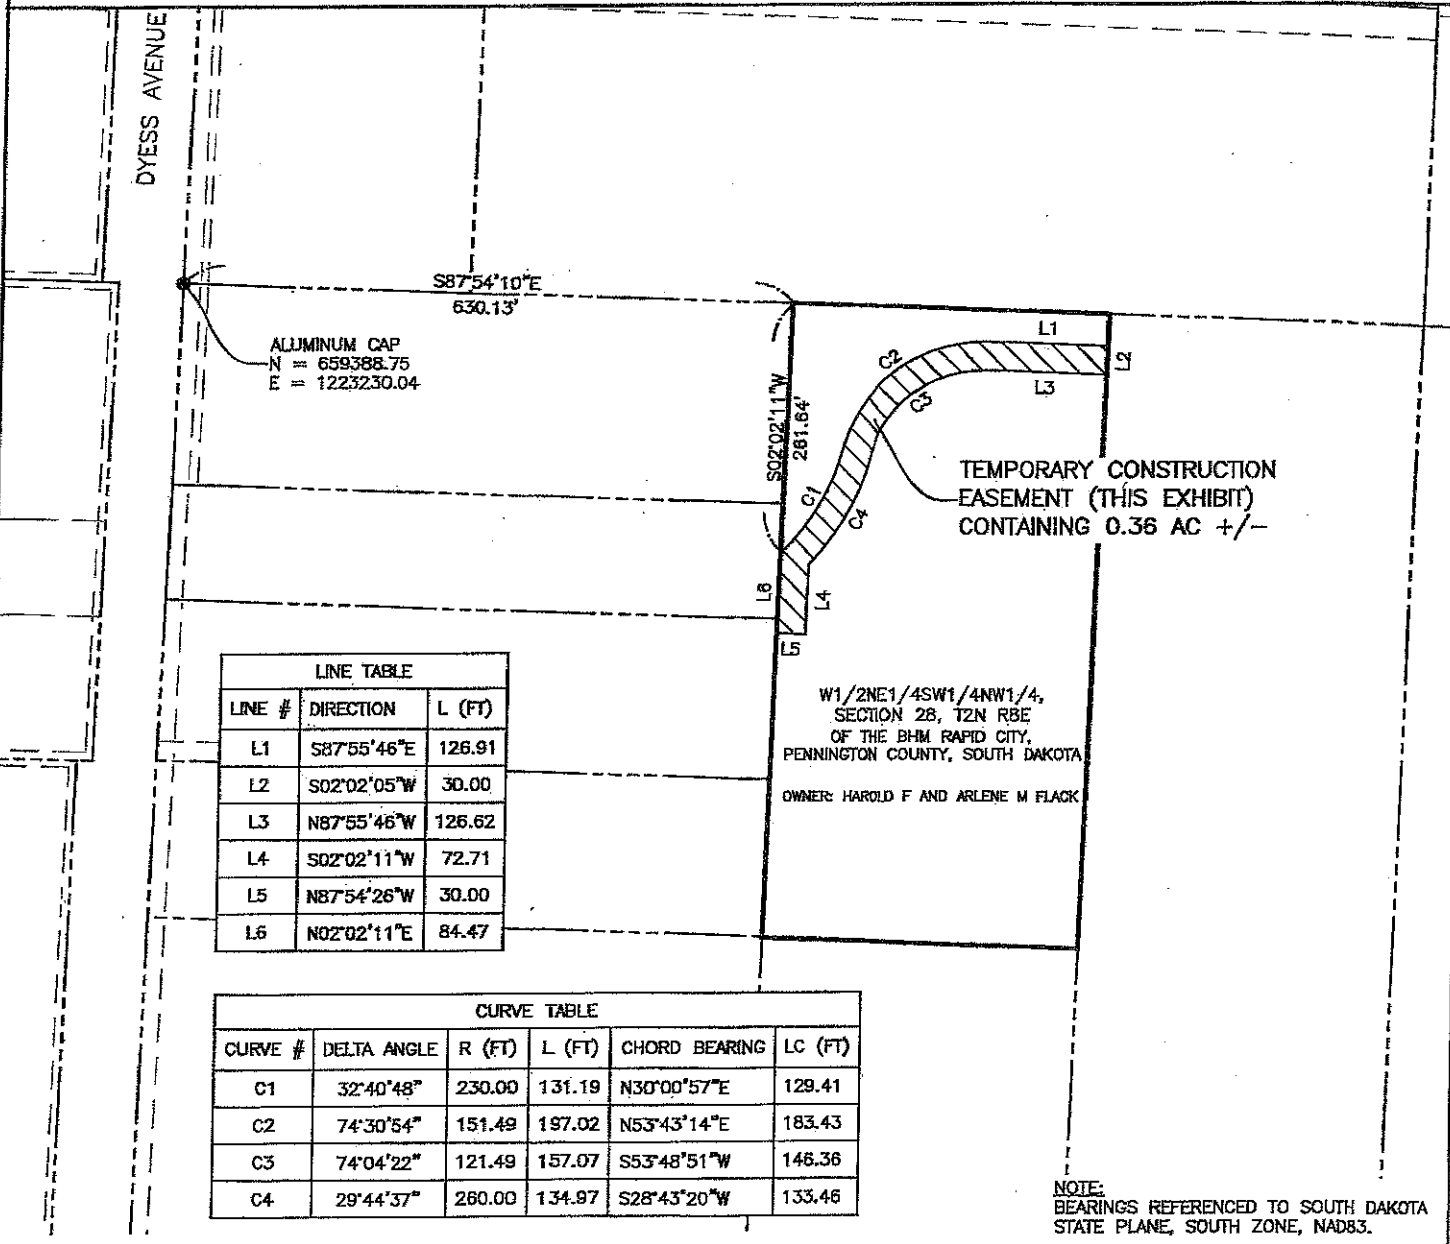 DYESS AVENUE
S87°54'10"E
630.13'
ALUMINUM CAP
N = 659388.75
E = 1223230.04
S02°02'11"W
261.64'
L1
L2
L3
C2
C3
C1
C4
L6
L4
L5
TEMPORARY CONSTRUCTION
EASEMENT (THIS EXHIBIT)
CONTAINING 0.36 AC +/-
W1/2NE1/4SW1/4NW1/4,
SECTION 28, T2N R8E
OF THE BHM RAPID CITY,
PENNINGTON COUNTY, SOUTH DAKOTA
OWNER: HAROLD F AND ARLENE M FLACK
LINE TABLE
LINE # DIRECTION L (FT)
L1 S87°55'46"E 126.91
L2 S02°02'05"W 30.00
L3 N87°55'46"W 126.62
L4 S02°02'11"W 72.71
L5 N87°54'26"W 30.00
L6 N02°02'11"E 84.47
CURVE TABLE
CURVE # DELTA ANGLE R (FT) L (FT) CHORD BEARING LC (FT)
C1 32°40'48" 230.00 131.19 N30°00'57"E 129.41
C2 74°30'54" 151.49 197.02 N53°43'14"E 183.43
C3 74°04'22" 121.49 157.07 S53°48'51"W 146.36
C4 29°44'37" 260.00 134.97 S28°43'20"W 133.46
NOTE:
BEARINGS REFERENCED TO SOUTH DAKOTA
STATE PLANE, SOUTH ZONE, NAD83.